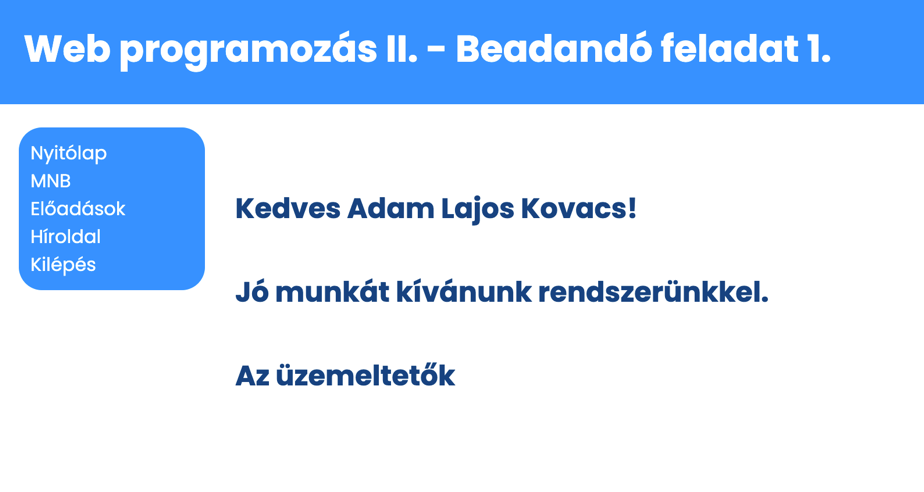 Web programozás II. - Beadandó feladat 1.
Nyitólap
MNB
Előadások
Híroldal
Kilépés
Kedves Adam Lajos Kovacs!
Jó munkát kívánunk rendszerünkkel.
Az üzemeltetők